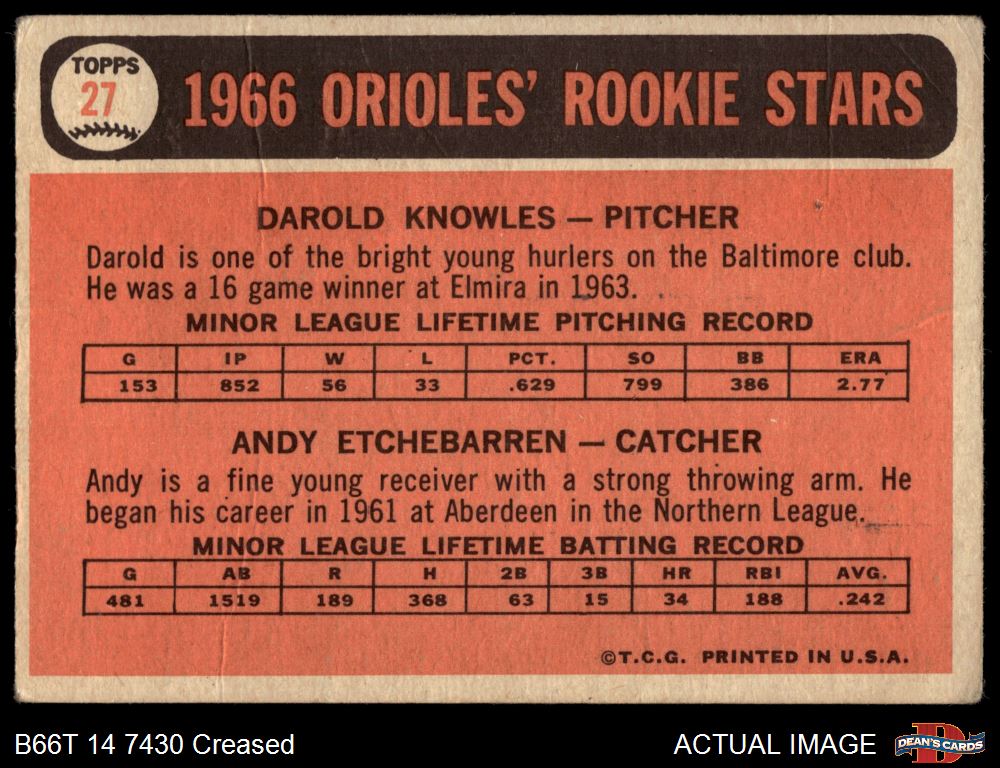 TOPPS
27
1966 ORIOLES' ROOKIE STARS
DAROLD KNOWLES — PITCHER
Darold is one of the bright young hurlers on the Baltimore club.
He was a 16 game winner at Elmira in 1963.
MINOR LEAGUE LIFETIME PITCHING RECORD
G IP W L PCT. SO BB ERA
153 852 56 33 .629 799 386 2.77
ANDY ETCHEBARREN — CATCHER
Andy is a fine young receiver with a strong throwing arm. He
began his career in 1961 at Aberdeen in the Northern League.
MINOR LEAGUE LIFETIME BATTING RECORD
G AB R H 2B 3B HR RBI AVG.
481 1519 189 368 63 15 34 188 .242
©T.C.G. PRINTED IN U.S.A.
B66T 14 7430 Creased
ACTUAL IMAGE
DEAN'S CARDS